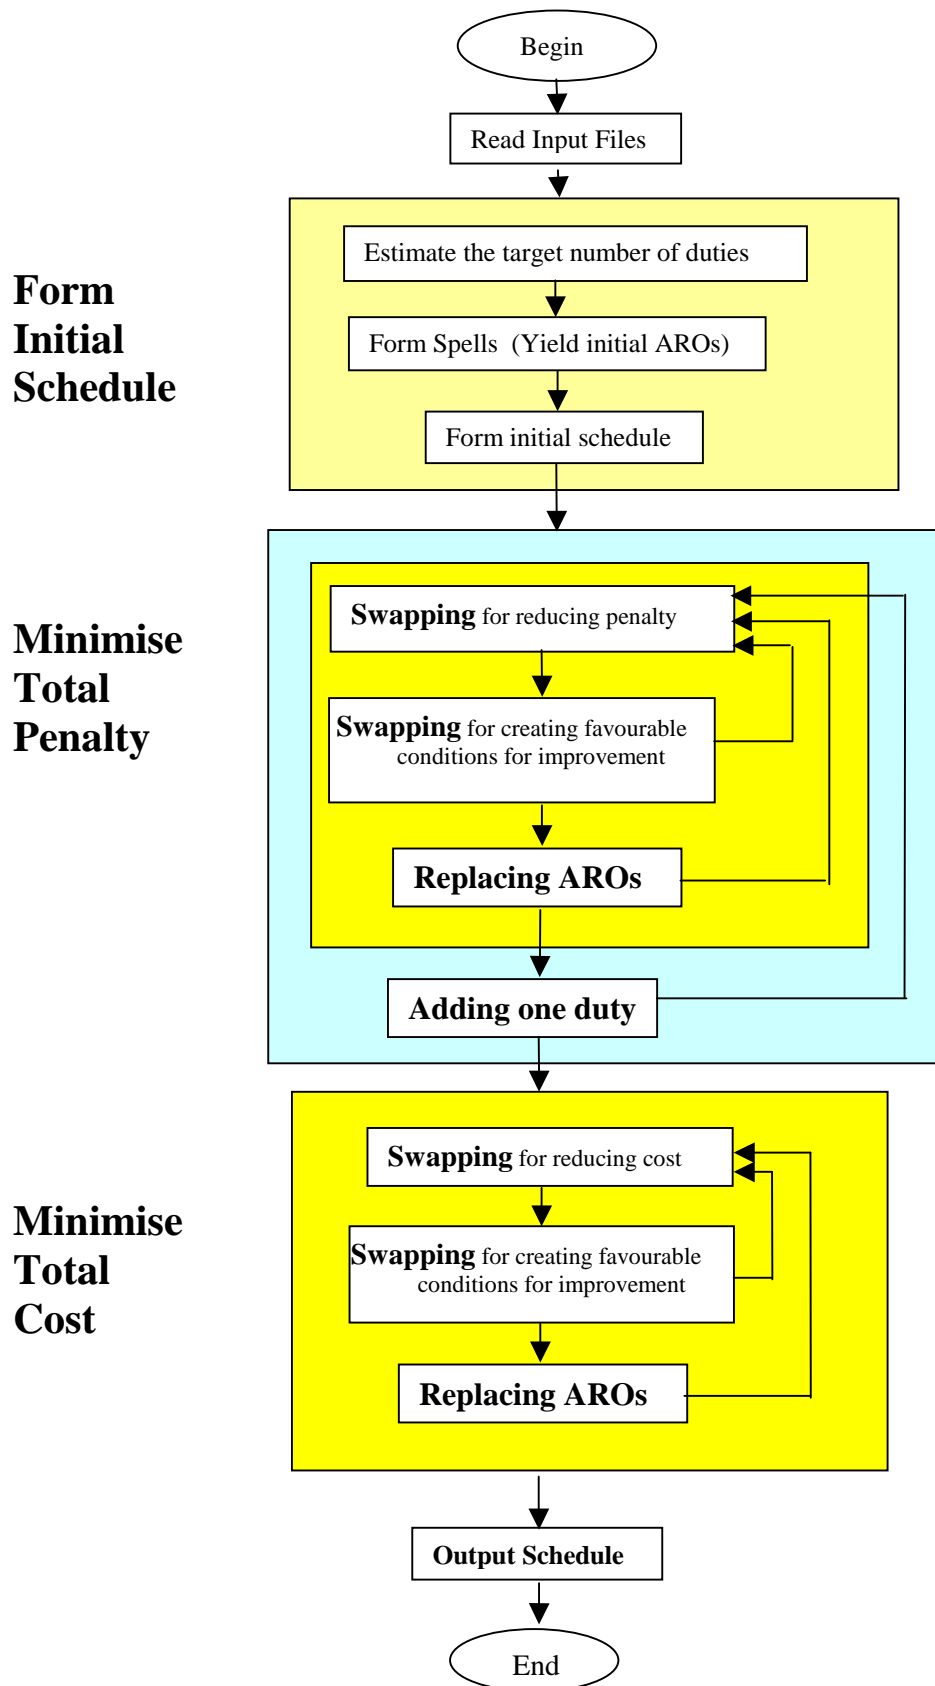 Begin
Read Input Files
Form
Initial
Schedule
Estimate the target number of duties
Form Spells (Yield initial AROs)
Form initial schedule
Minimise
Total
Penalty
Swapping for reducing penalty
Swapping for creating favourable
conditions for improvement
Replacing AROs
Adding one duty
Minimise
Total
Cost
Swapping for reducing cost
Swapping for creating favourable
conditions for improvement
Replacing AROs
Output Schedule
End